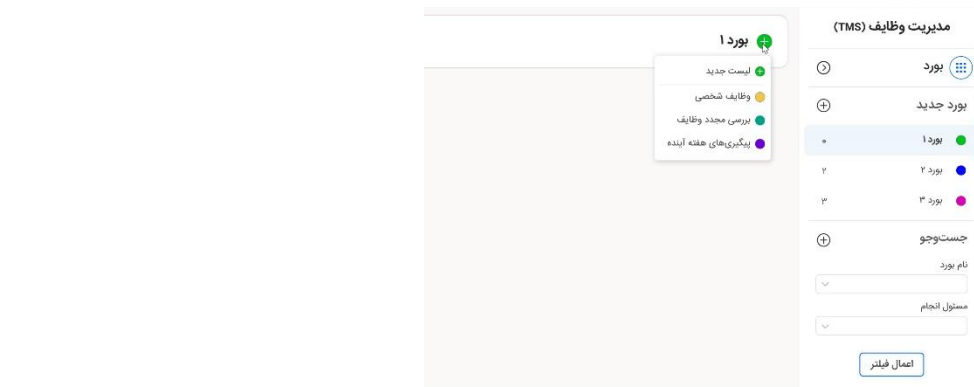 مدیریت وظایف (TMS)
بورد
بورد جدید
بورد ۱ ۰
بورد ۲ ۲
بورد ۳ ۳
جست‌وجو
نام بورد
مسئول انجام
اعمال فیلتر
بورد ۱
لیست جدید
وظایف شخصی
بررسی مجدد وظایف
پیگیری‌های هفته آینده